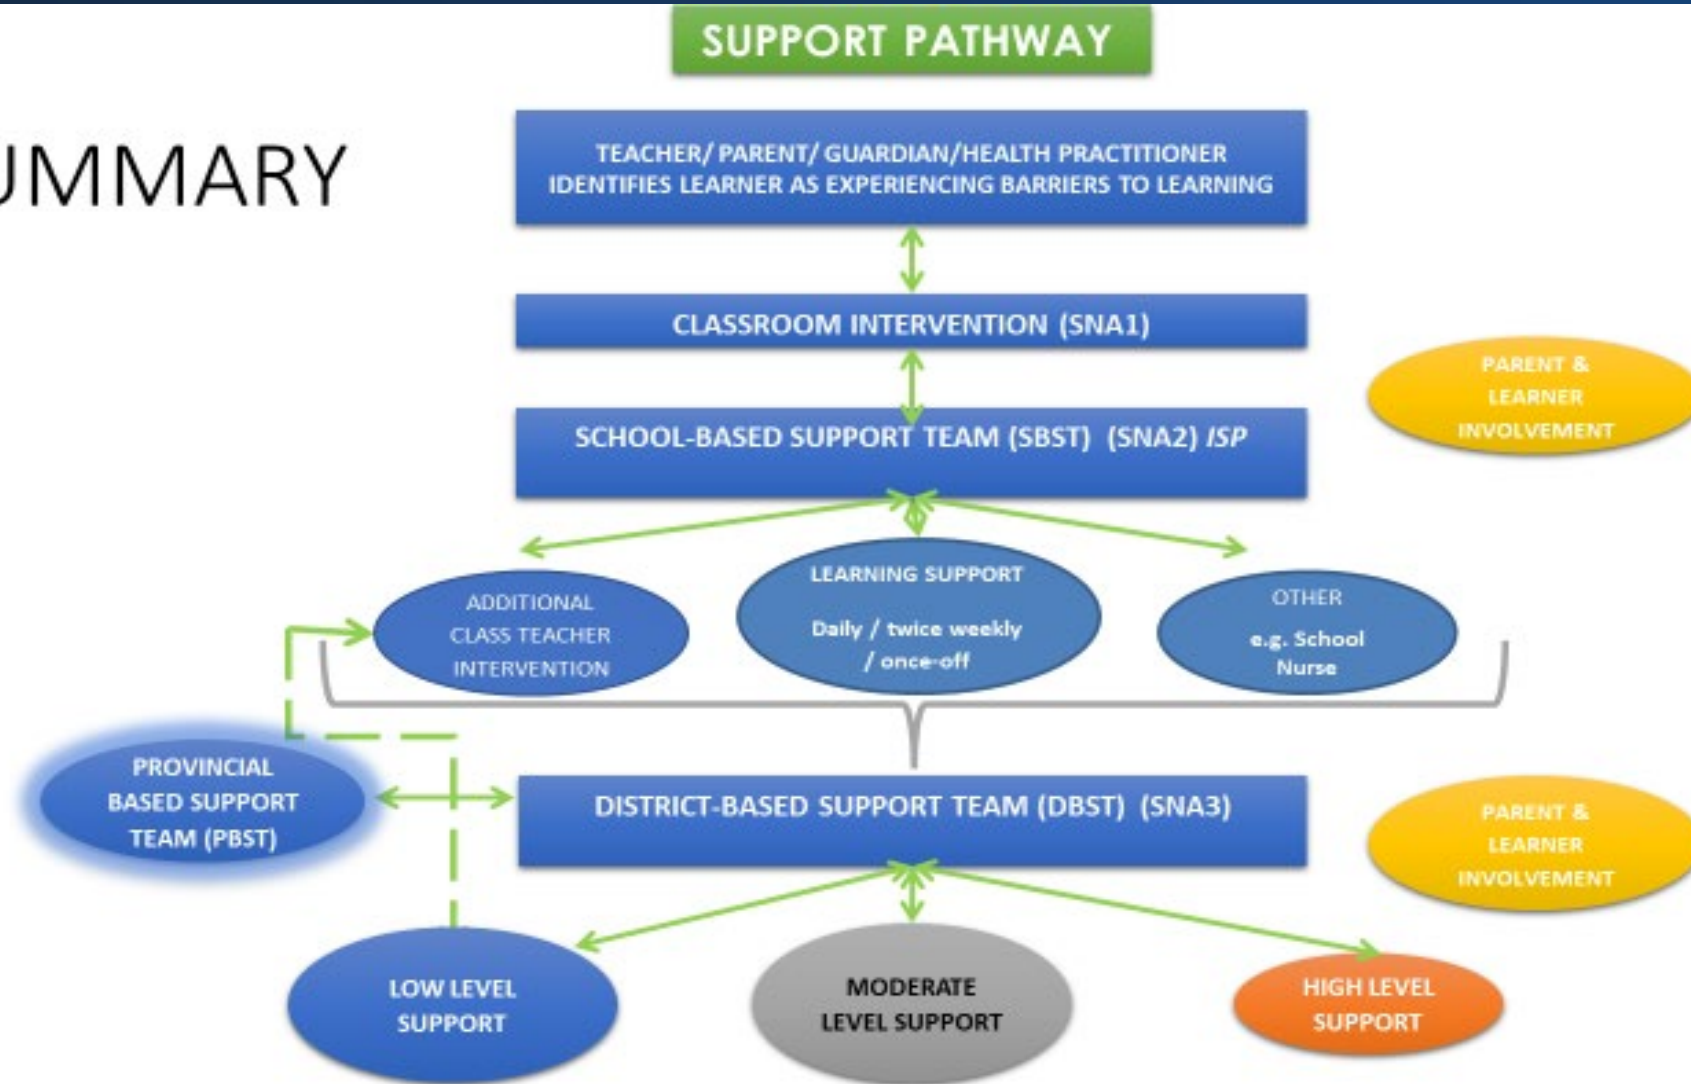 SUPPORT PATHWAY
UMMARY
TEACHER/ PARENT/ GUARDIAN/HEALTH PRACTITIONER
IDENTIFIES LEARNER AS EXPERIENCING BARRIERS TO LEARNING
CLASSROOM INTERVENTION (SNA1)
PARENT &
LEARNER
INVOLVEMENT
SCHOOL-BASED SUPPORT TEAM (SBST) (SNA2) ISP
ADDITIONAL
CLASS TEACHER
INTERVENTION
LEARNING SUPPORT
Daily / twice weekly
/ once-off
OTHER
e.g. School
Nurse
PROVINCIAL
BASED SUPPORT
TEAM (PBST)
DISTRICT-BASED SUPPORT TEAM (DBST) (SNA3)
PARENT &
LEARNER
INVOLVEMENT
LOW LEVEL
SUPPORT
MODERATE
LEVEL SUPPORT
HIGH LEVEL
SUPPORT